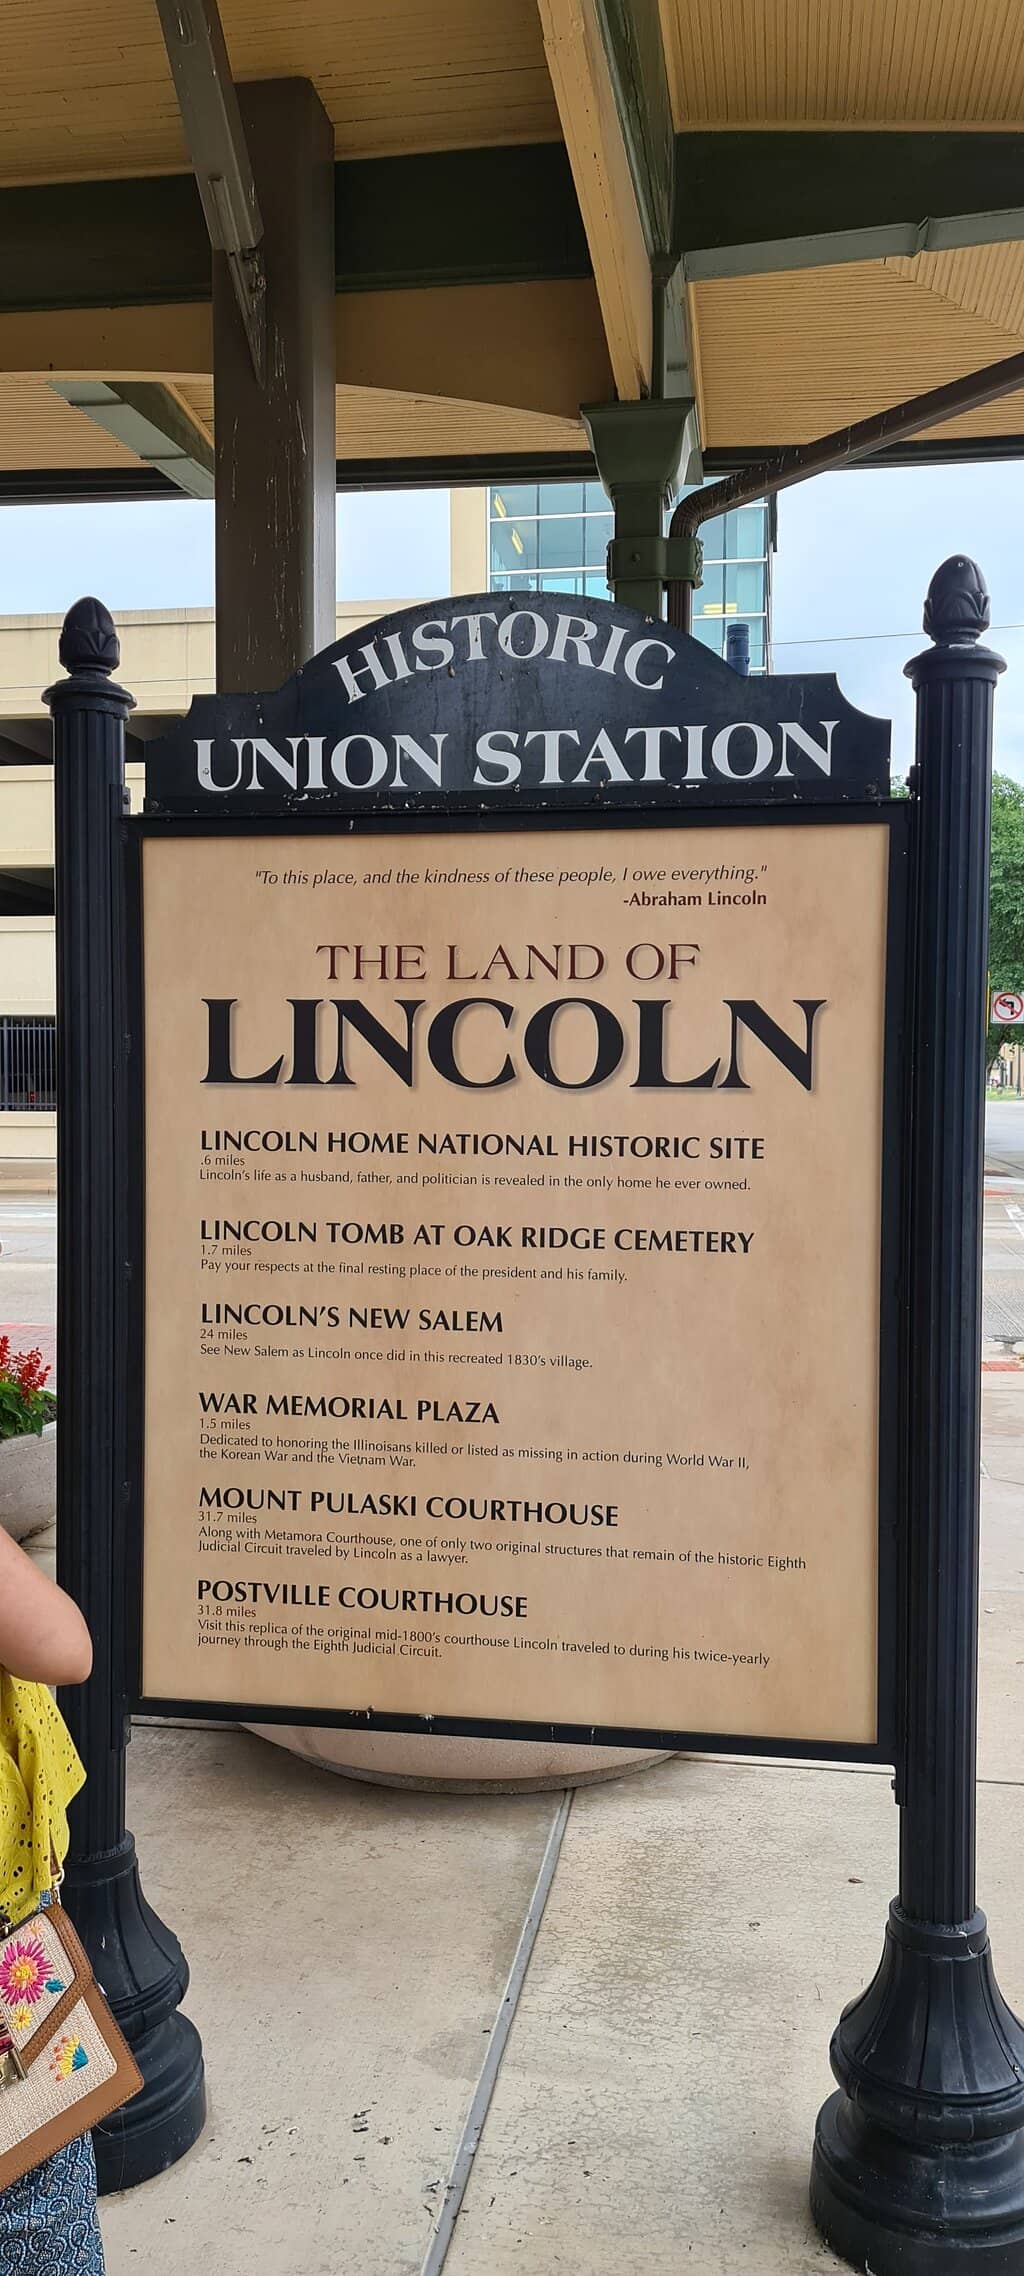 HISTORIC
UNION STATION
"To this place, and the kindness of these people, I owe everything."
-Abraham Lincoln
THE LAND OF
LINCOLN
LINCOLN HOME NATIONAL HISTORIC SITE
.6 miles
Lincoln's life as a husband, father, and politician is revealed in the only home he ever owned.
LINCOLN TOMB AT OAK RIDGE CEMETERY
1.7 miles
Pay your respects at the final resting place of the president and his family.
LINCOLN'S NEW SALEM
24 miles
See New Salem as Lincoln once did in this recreated 1830's village.
WAR MEMORIAL PLAZA
1.5 miles
Dedicated to honoring the Illinoisans killed or listed as missing in action during World War II,
the Korean War and the Vietnam War.
MOUNT PULASKI COURTHOUSE
31.7 miles
Along with Metamora Courthouse, one of only two original structures that remain of the historic Eighth
Judicial Circuit traveled by Lincoln as a lawyer.
POSTVILLE COURTHOUSE
31.8 miles
Visit this replica of the original mid-1800's courthouse Lincoln traveled to during his twice-yearly
journey through the Eighth Judicial Circuit.